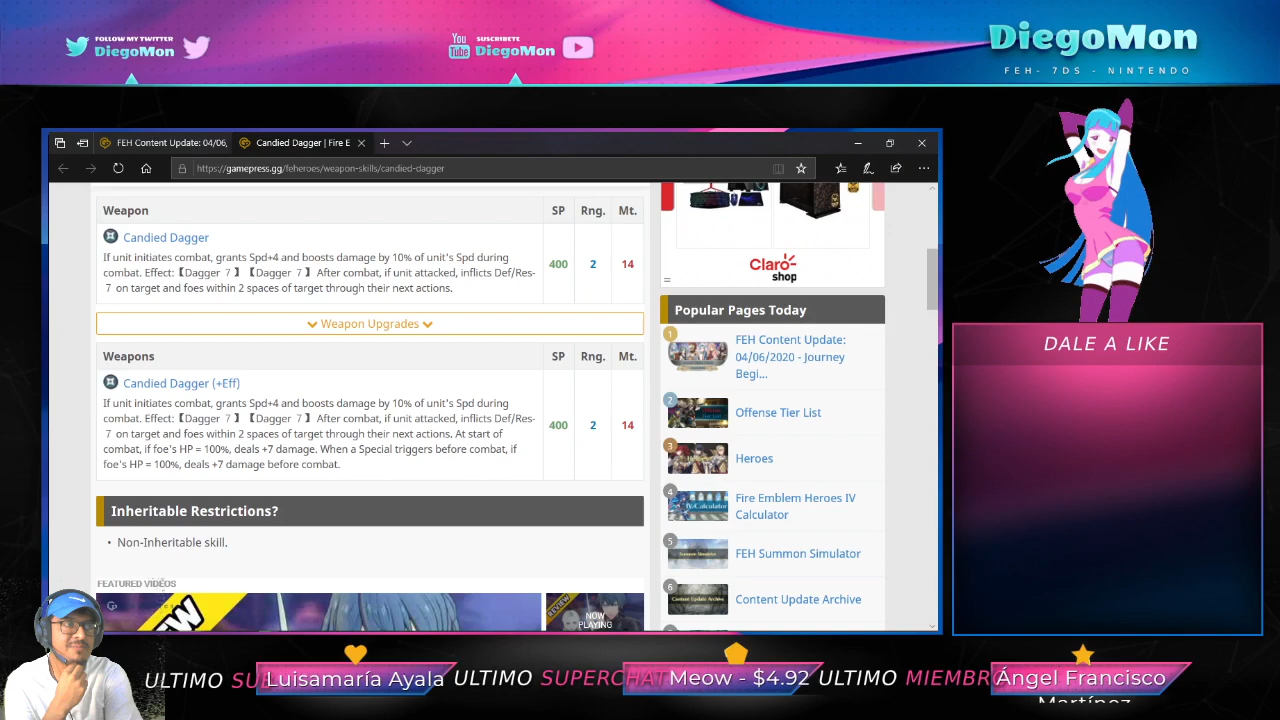 FOLLOW MY TWITTER
DiegoMon
You Tube
SUSCRIBETE
DiegoMon
DiegoMon
FEH- 7DS - NINTENDO
FEH Content Update: 04/06,
Candied Dagger | Fire E
https://gamepress.gg/feheroes/weapon-skills/candied-dagger
Weapon SP Rng. Mt.
Candied Dagger
If unit initiates combat, grants Spd+4 and boosts damage by 10% of unit's Spd during
combat. Effect:【Dagger 7】【Dagger 7】After combat, if unit attacked, inflicts Def/Res-
7 on target and foes within 2 spaces of target through their next actions.
400 2 14
Weapon Upgrades
Weapons SP Rng. Mt.
Candied Dagger (+Eff)
If unit initiates combat, grants Spd+4 and boosts damage by 10% of unit's Spd during
combat. Effect:【Dagger 7】【Dagger 7】After combat, if unit attacked, inflicts Def/Res-
7 on target and foes within 2 spaces of target through their next actions. At start of
combat, if foe's HP = 100%, deals +7 damage. When a Special triggers before combat, if
foe's HP = 100%, deals +7 damage before combat.
400 2 14
Inheritable Restrictions?
• Non-Inheritable skill.
FEATURED VIDEOS
NOW
PLAYING
Claro-
shop
Popular Pages Today
1
FEH Content Update:
04/06/2020 - Journey
Begi...
2
Offense Tier List
3
Heroes
4
Fire Emblem Heroes IV
Calculator
5
FEH Summon Simulator
6
Content Update Archive
DALE A LIKE
ULTIMO SU
Luisamaría Ayala
ULTIMO SUPERCHAT
Meow - $4.92
ULTIMO MIEMBR
Ángel Francisco
Martínez